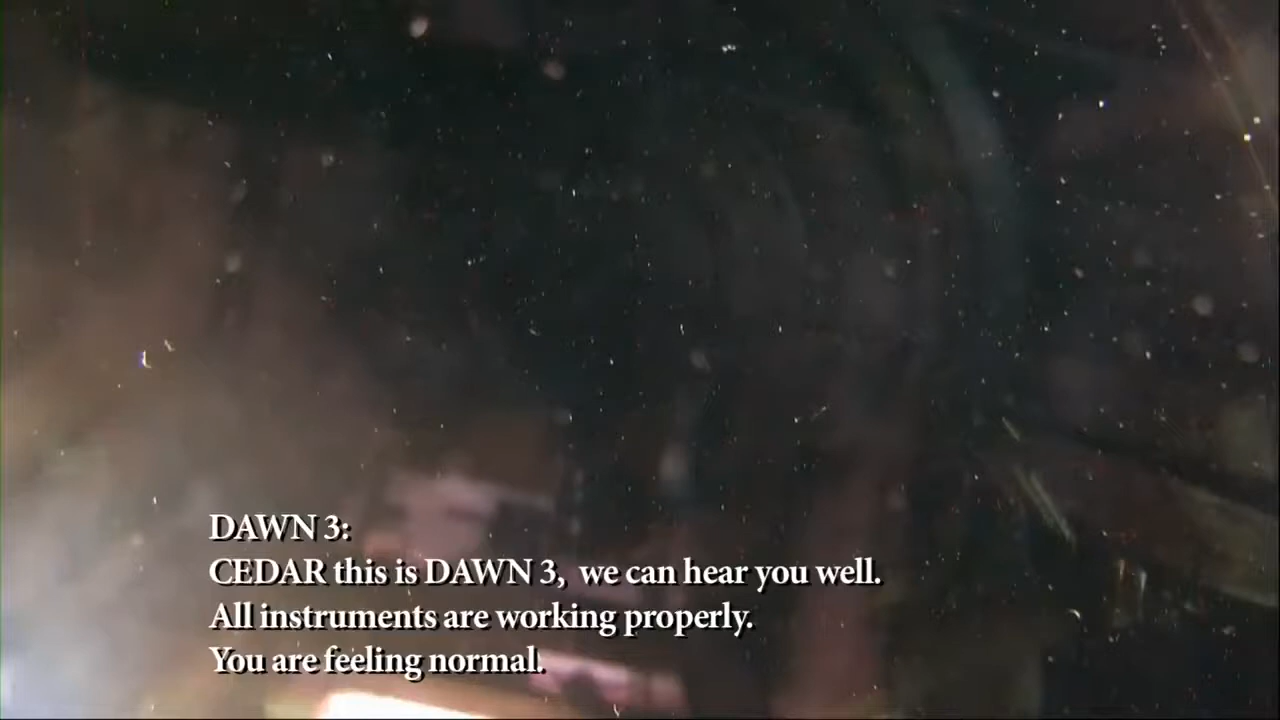 DAWN 3:
CEDAR this is DAWN 3, we can hear you well.
All instruments are working properly.
You are feeling normal.